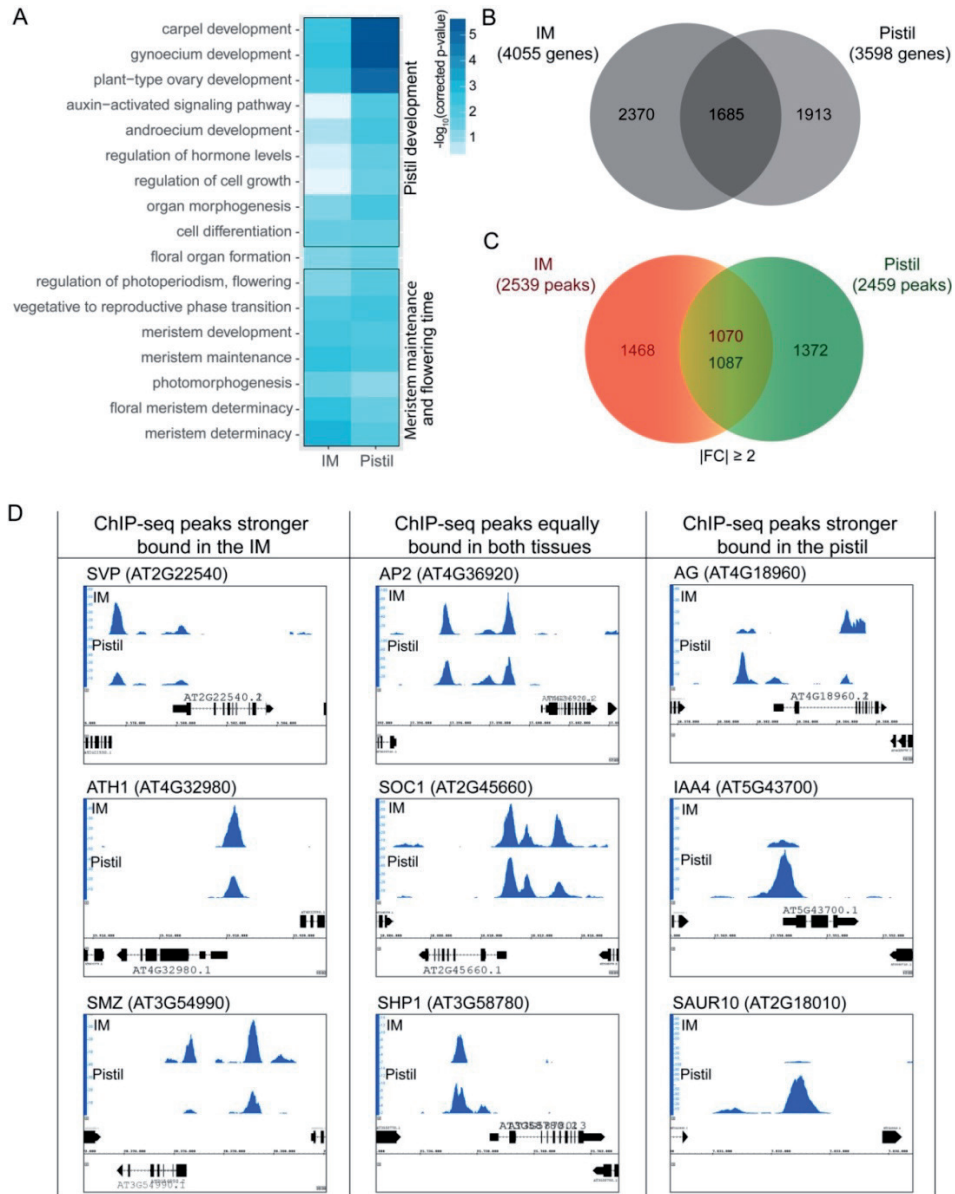 A
carpel development
gynoecium development
plant-type ovary development
auxin-activated signaling pathway
androecium development
regulation of hormone levels
regulation of cell growth
organ morphogenesis
cell differentiation
floral organ formation
regulation of photoperiodism, flowering
vegetative to reproductive phase transition
meristem development
meristem maintenance
photomorphogenesis
floral meristem determinacy
meristem determinacy
IM Pistil
Pistil development
Meristem maintenance
and flowering time
5
4
3
2
1
-log10(corrected p-value)
B
IM
(4055 genes)
Pistil
(3598 genes)
2370 1685 1913
C
IM
(2539 peaks)
Pistil
(2459 peaks)
1468 1070 1372
1087
|FC| ≥ 2
D
ChIP-seq peaks stronger
bound in the IM
ChIP-seq peaks equally
bound in both tissues
ChIP-seq peaks stronger
bound in the pistil
SVP (AT2G22540)
IM
Pistil
AT2G22540.2
AP2 (AT4G36920)
IM
Pistil
AG (AT4G18960)
IM
Pistil
AT4G18960.2
ATH1 (AT4G32980)
IM
Pistil
AT4G32980.1
SOC1 (AT2G45660)
IM
Pistil
AT2G45660.1
IAA4 (AT5G43700)
IM
Pistil
AT5G43700.1
SMZ (AT3G54990)
IM
Pistil
AT3G54990.1
SHP1 (AT3G58780)
IM
Pistil
SAUR10 (AT2G18010)
IM
Pistil